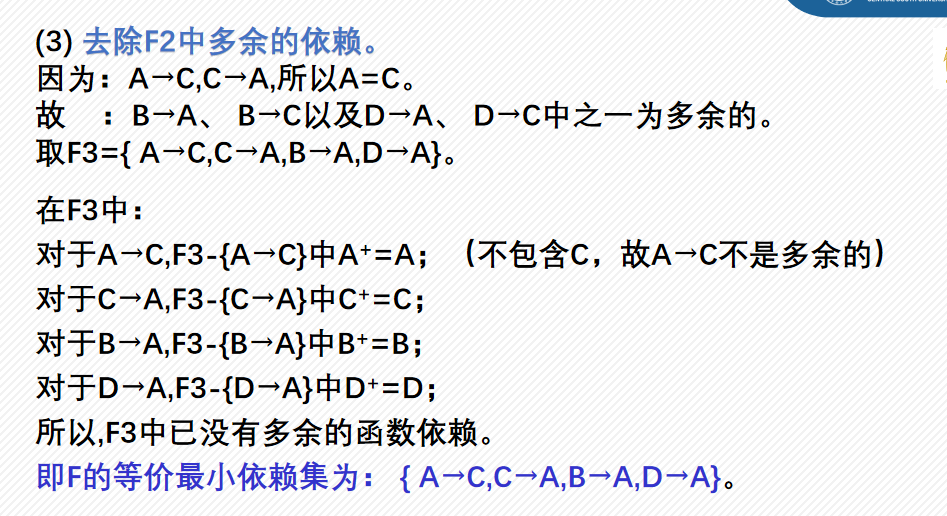 (3) 去除F2中多余的依赖。
因为：A→C,C→A,所以A=C。
故　：B→A、 B→C以及D→A、 D→C中之一为多余的。
取F3={ A→C,C→A,B→A,D→A}。
在F3中：
对于A→C,F3-{A→C}中A⁺=A；（不包含C，故A→C不是多余的）
对于C→A,F3-{C→A}中C⁺=C；
对于B→A,F3-{B→A}中B⁺=B；
对于D→A,F3-{D→A}中D⁺=D；
所以,F3中已没有多余的函数依赖。
即F的等价最小依赖集为： { A→C,C→A,B→A,D→A}。